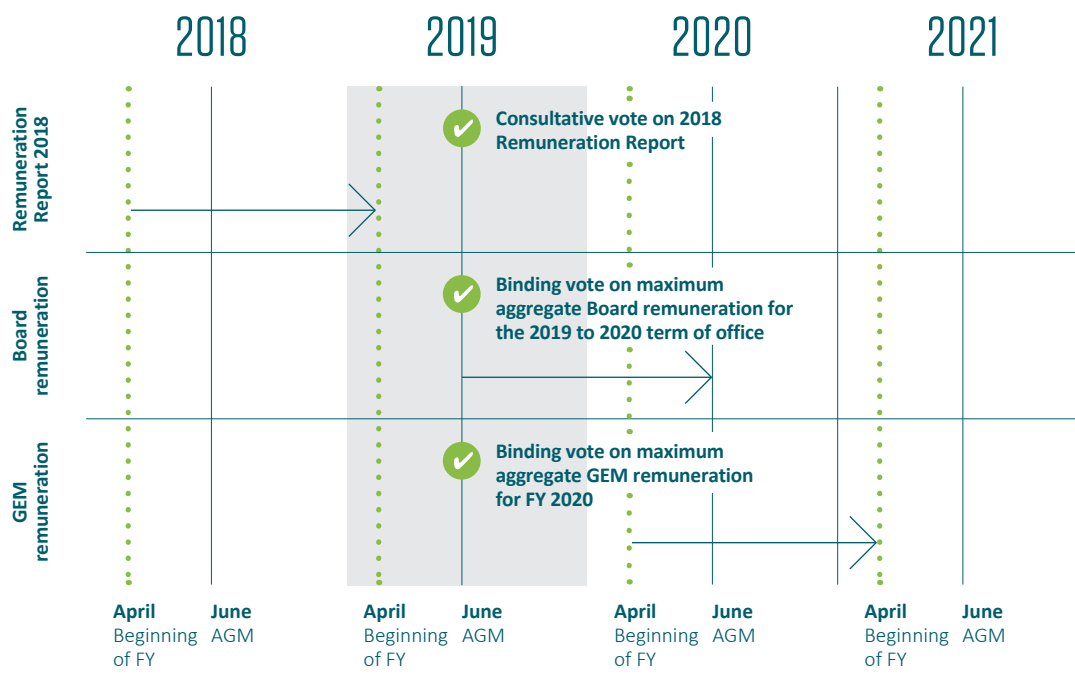 2018
2019
2020
2021
Remuneration
Report 2018
Consultative vote on 2018
Remuneration Report
Board
remuneration
Binding vote on maximum
aggregate Board remuneration for
the 2019 to 2020 term of office
GEM
remuneration
Binding vote on maximum
aggregate GEM remuneration
for FY 2020
April
Beginning
of FY
June
AGM
April
Beginning
of FY
June
AGM
April
Beginning
of FY
June
AGM
April
Beginning
of FY
June
AGM